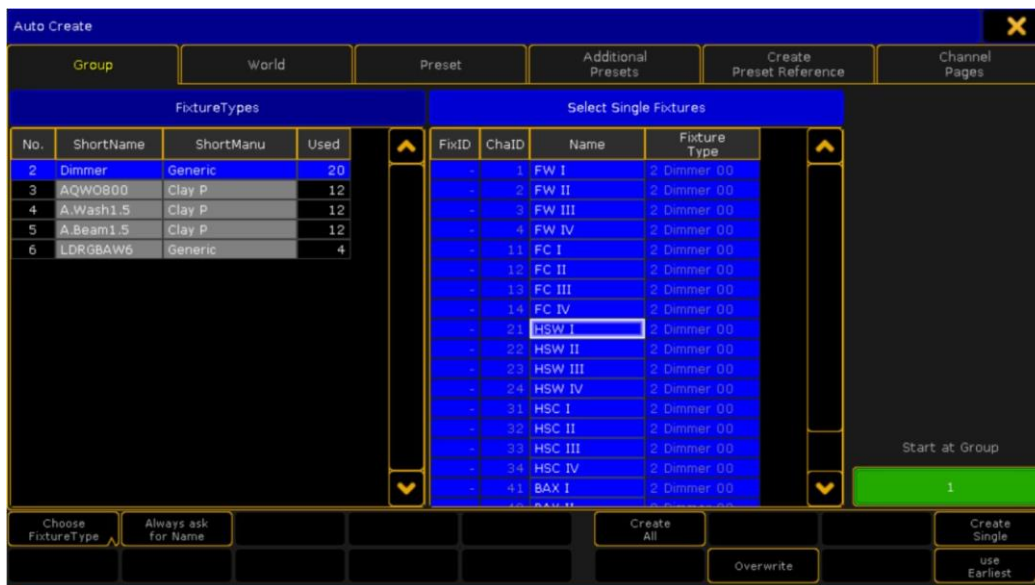 Auto Create
Group
World
Preset
Additional
Presets
Create
Preset Reference
Channel
Pages
FixtureTypes
Select Single Fixtures
No. ShortName ShortManu Used
2 Dimmer Generic 20
3 AQWO800 Clay P 12
4 A.Wash1.5 Clay P 12
5 A.Beam1.5 Clay P 12
6 LDRGBAW6 Generic 4
FixID ChaID Name Fixture
Type
- 1 FW I 2 Dimmer 00
- 2 FW II 2 Dimmer 00
- 3 FW III 2 Dimmer 00
- 4 FW IV 2 Dimmer 00
- 11 FC I 2 Dimmer 00
- 12 FC II 2 Dimmer 00
- 13 FC III 2 Dimmer 00
- 14 FC IV 2 Dimmer 00
- 21 HSW I 2 Dimmer 00
- 22 HSW II 2 Dimmer 00
- 23 HSW III 2 Dimmer 00
- 24 HSW IV 2 Dimmer 00
- 31 HSC I 2 Dimmer 00
- 32 HSC II 2 Dimmer 00
- 33 HSC III 2 Dimmer 00
- 34 HSC IV 2 Dimmer 00
- 41 BAX I 2 Dimmer 00
Start at Group
1
Choose
FixtureType
Always ask
for Name
Create
All
Create
Single
Overwrite
use
Earliest